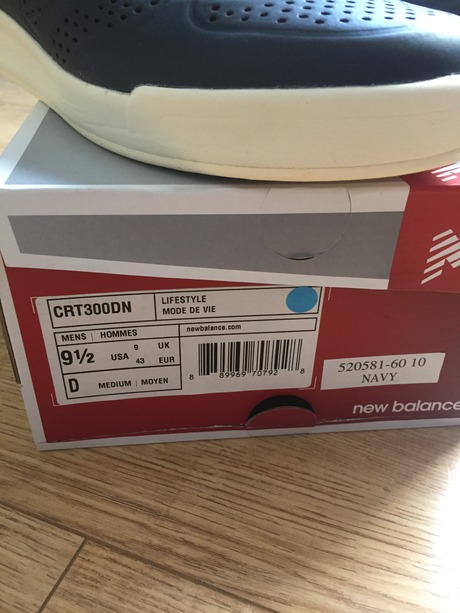 CRT300DN
LIFESTYLE
MODE DE VIE
MENS | HOMMES
newbalance.com
9½ USA 9 UK
43 EUR
D MEDIUM | MOYEN
8 89969 70792 8
520581-60 10
NAVY
new balance